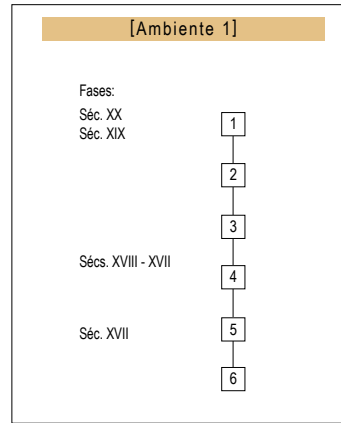 [Ambiente 1]
Fases:
Séc. XX
Séc. XIX
1
2
3
Sécs. XVIII - XVII
4
Séc. XVII
5
6